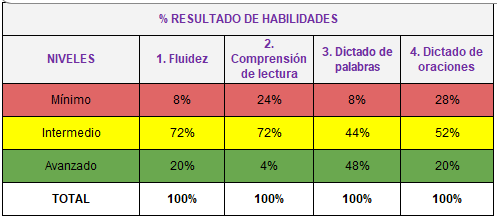 % RESULTADO DE HABILIDADES
NIVELES 1. Fluidez 2. Comprensión de lectura 3. Dictado de palabras 4. Dictado de oraciones
Mínimo 8% 24% 8% 28%
Intermedio 72% 72% 44% 52%
Avanzado 20% 4% 48% 20%
TOTAL 100% 100% 100% 100%